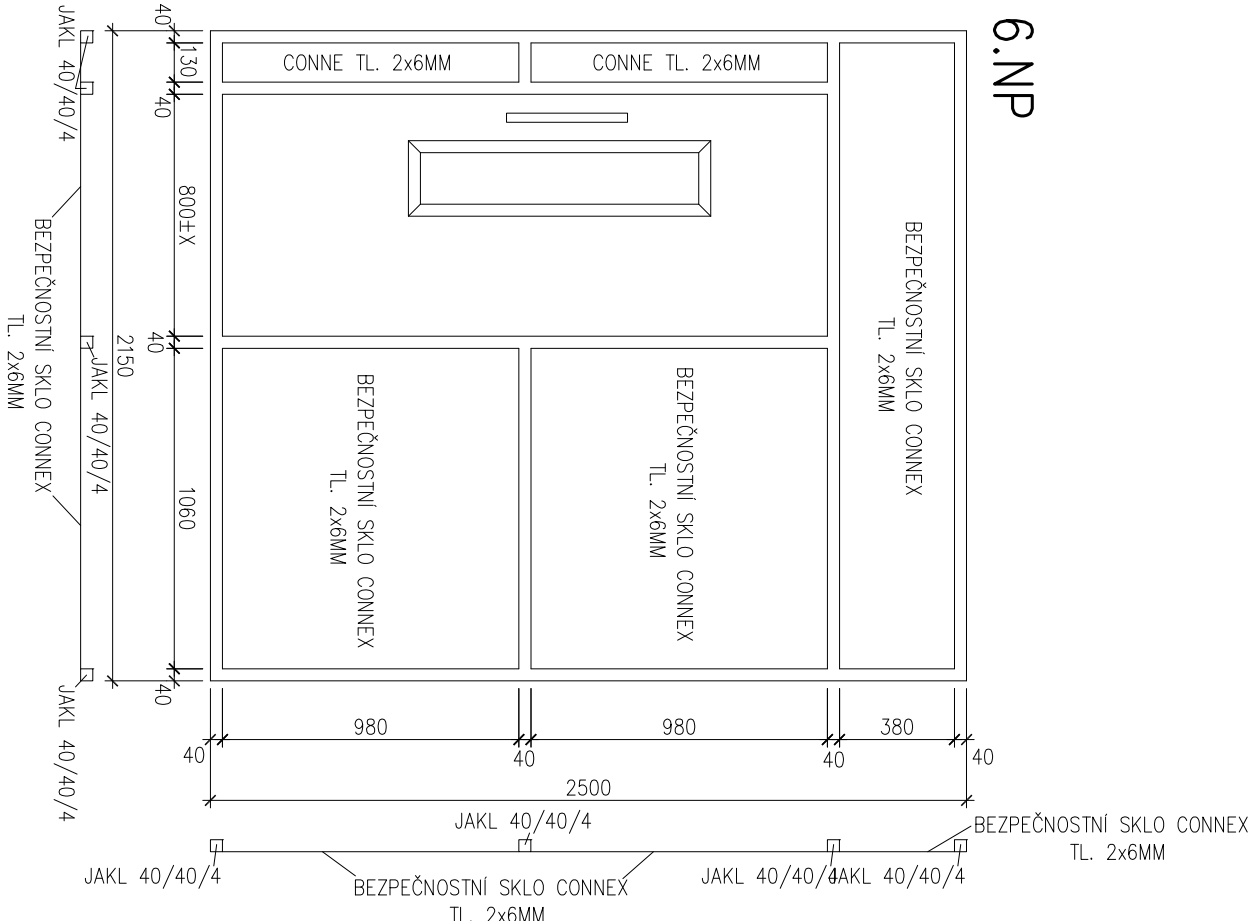 6.NP
CONNE TL. 2x6MM
CONNE TL. 2x6MM
BEZPEČNOSTNÍ SKLO CONNEX
TL. 2x6MM
BEZPEČNOSTNÍ SKLO CONNEX
TL. 2x6MM
BEZPEČNOSTNÍ SKLO CONNEX
TL. 2x6MM
40
130
40
800±X
40
1060
40
2150
JAKL 40/40/4
JAKL 40/40/4
JAKL 40/40/4
BEZPEČNOSTNÍ SKLO CONNEX
TL. 2x6MM
40
980
40
980
40
380
40
2500
JAKL 40/40/4
JAKL 40/40/4
JAKL 40/40/4
JAKL 40/40/4
BEZPEČNOSTNÍ SKLO CONNEX
TL. 2x6MM
BEZPEČNOSTNÍ SKLO CONNEX
TL. 2x6MM